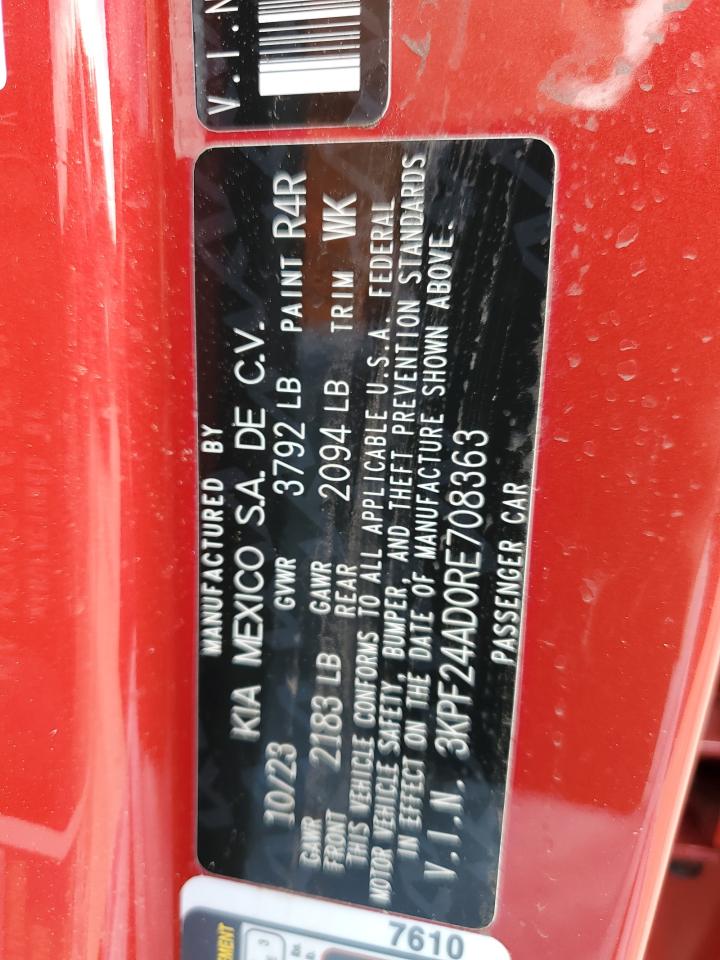 V.I.N
MANUFACTURED BY
KIA MEXICO S.A. DE C.V.
10/23 GVWR 3792 LB PAINT R4R
GAWR FRONT 2183 LB GAWR REAR 2094 LB TRIM WK
THIS VEHICLE CONFORMS TO ALL APPLICABLE U.S.A. FEDERAL
MOTOR VEHICLE SAFETY, BUMPER, AND THEFT PREVENTION STANDARDS
IN EFFECT ON THE DATE OF MANUFACTURE SHOWN ABOVE.
V.I.N. 3KPF24AD0RE708363
PASSENGER CAR
7610